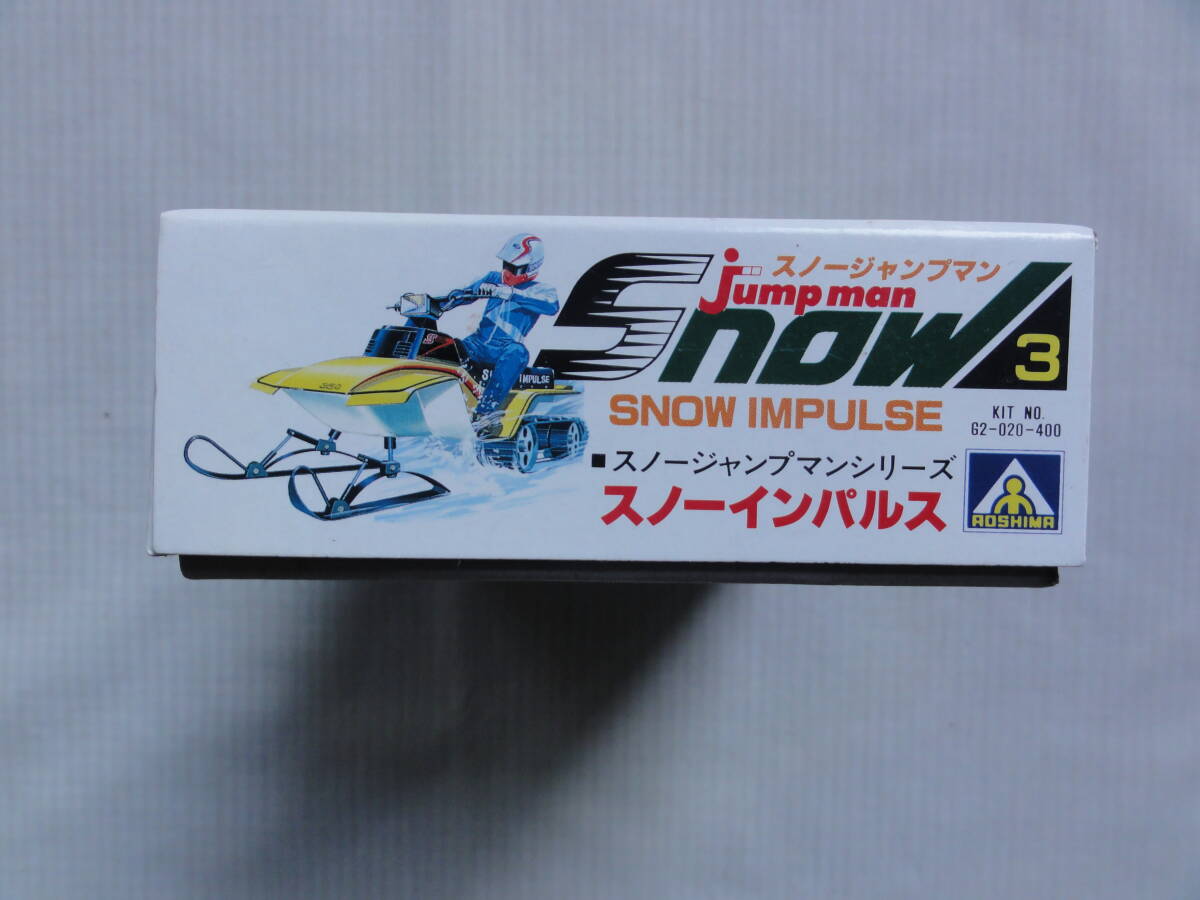 スノージャンプマン
jump man
Snow 3
SNOW IMPULSE
KIT NO.
G2-020-400
■スノージャンプマンシリーズ
スノーインパルス
AOSHIMA
IMPULSE
S